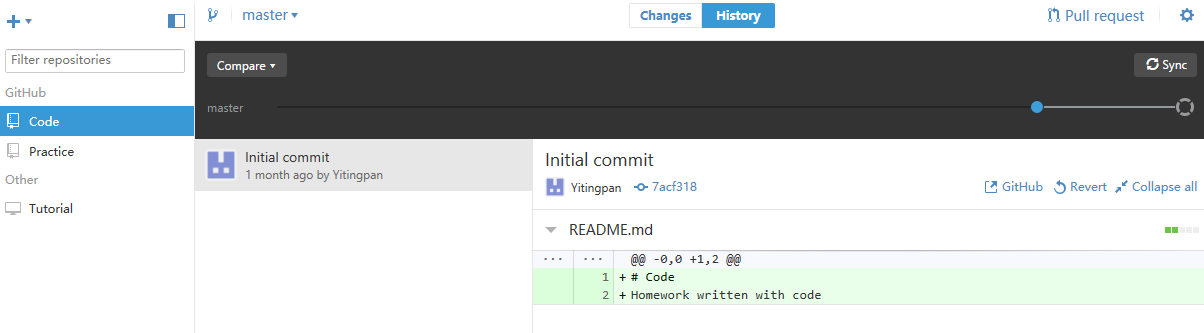 master
Changes
History
Pull request
Filter repositories
Compare
Sync
GitHub
master
Code
Practice
Other
Tutorial
Initial commit
1 month ago by Yitingpan
Initial commit
Yitingpan
7acf318
GitHub
Revert
Collapse all
README.md
... ... @@ -0,0 +1,2 @@
1 + # Code
2 + Homework written with code